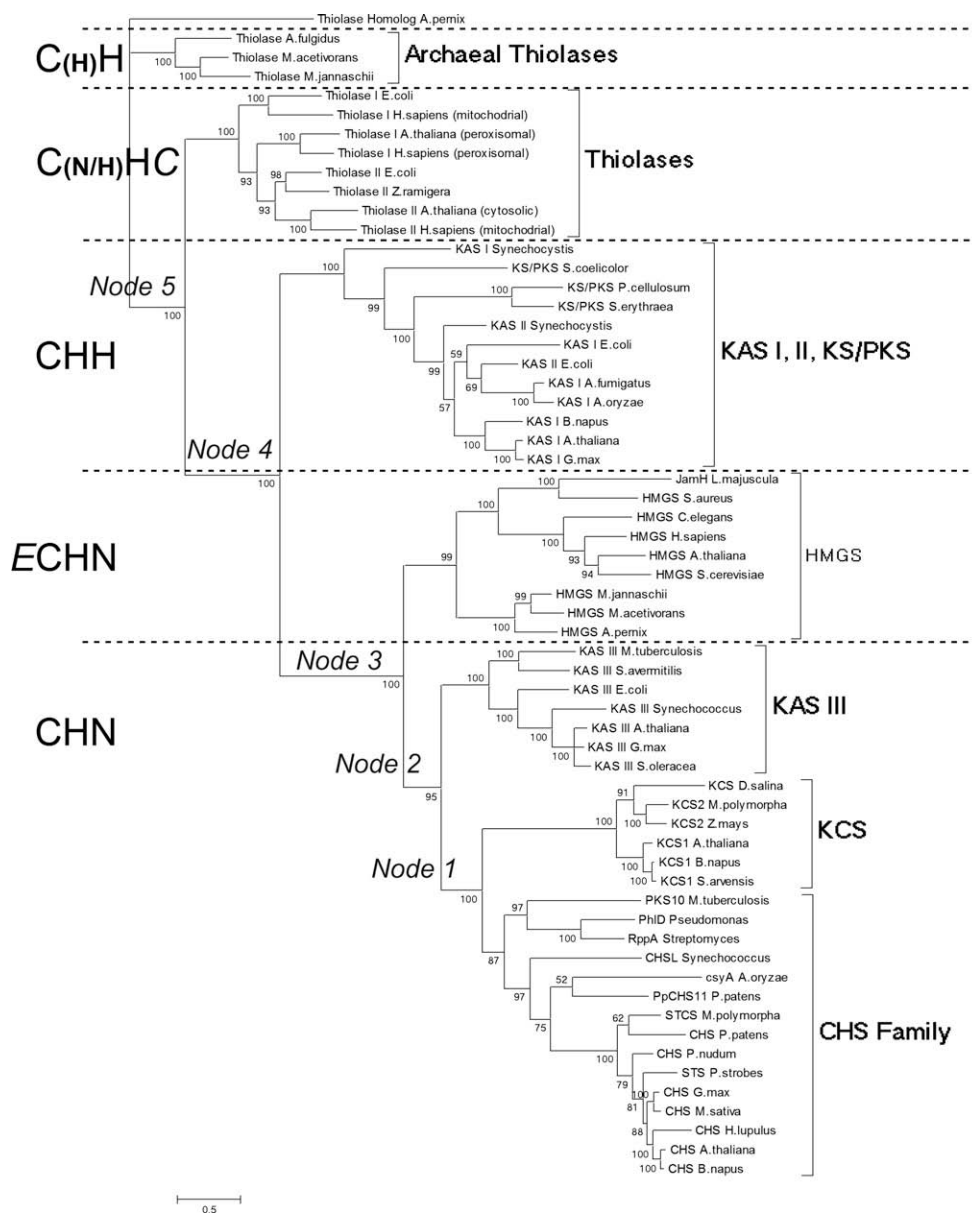 Thiolase Homolog A.pernix
C(H)H
Thiolase A.fulgidus
Thiolase M.acetivorans
Thiolase M.jannaschii
100
100
Archaeal Thiolases
C(N/H)HC
Thiolase I E.coli
Thiolase I H.sapiens (mitochodrial)
Thiolase I A.thaliana (peroxisomal)
Thiolase I H.sapiens (peroxisomal)
Thiolase II E.coli
Thiolase II Z.ramigera
Thiolase II A.thaliana (cytosolic)
Thiolase II H.sapiens (mitochodrial)
100
100
100
93
98
93
100
Thiolases
Node 5
100
CHH
KAS I Synechocystis
KS/PKS S.coelicolor
KS/PKS P.cellulosum
KS/PKS S.erythraea
KAS II Synechocystis
KAS I E.coli
KAS II E.coli
KAS I A.fumigatus
KAS I A.oryzae
KAS I B.napus
KAS I A.thaliana
KAS I G.max
100
99
100
100
99
59
69
57
100
100
100
KAS I, II, KS/PKS
Node 4
100
ECHN
JamH L.majuscula
HMGS S.aureus
HMGS C.elegans
HMGS H.sapiens
HMGS A.thaliana
HMGS S.cerevisiae
HMGS M.jannaschii
HMGS M.acetivorans
HMGS A.pernix
100
100
100
93
94
99
99
100
HMGS
Node 3
100
CHN
KAS III M.tuberculosis
KAS III S.avermitilis
KAS III E.coli
KAS III Synechococcus
KAS III A.thaliana
KAS III G.max
KAS III S.oleracea
100
100
100
100
KAS III
Node 2
95
KCS D.salina
KCS2 M.polymorpha
KCS2 Z.mays
KCS1 A.thaliana
KCS1 B.napus
KCS1 S.arvensis
91
100
100
100
100
KCS
Node 1
100
PKS10 M.tuberculosis
PhlD Pseudomonas
RppA Streptomyces
CHSL Synechococcus
csyA A.oryzae
PpCHS11 P.patens
STCS M.polymorpha
CHS P.patens
CHS P.nudum
STS P.strobes
CHS G.max
CHS M.sativa
CHS H.lupulus
CHS A.thaliana
CHS B.napus
97
100
87
97
52
75
62
100
79
100
81
88
100
100
CHS Family
0.5